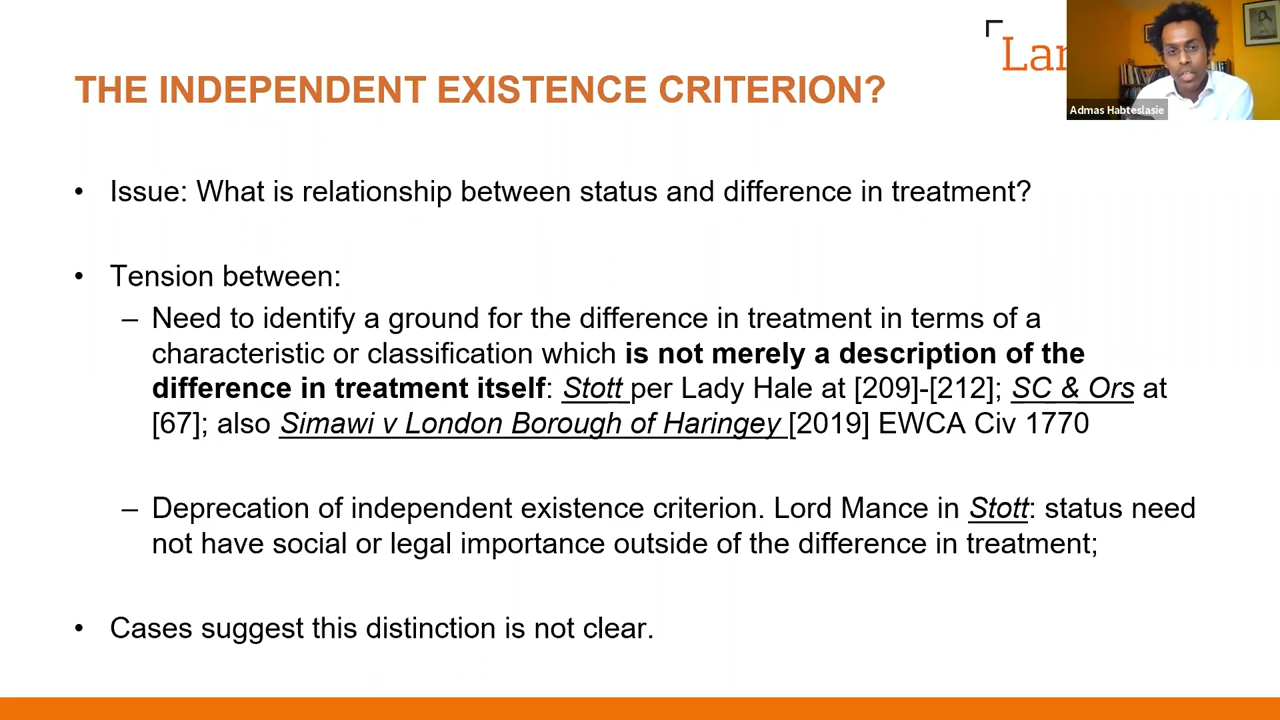 Lar
Admas Habteslasie
THE INDEPENDENT EXISTENCE CRITERION?
• Issue: What is relationship between status and difference in treatment?
• Tension between:
– Need to identify a ground for the difference in treatment in terms of a
characteristic or classification which is not merely a description of the
difference in treatment itself: Stott per Lady Hale at [209]-[212]; SC & Ors at
[67]; also Simawi v London Borough of Haringey [2019] EWCA Civ 1770
– Deprecation of independent existence criterion. Lord Mance in Stott: status need
not have social or legal importance outside of the difference in treatment;
• Cases suggest this distinction is not clear.